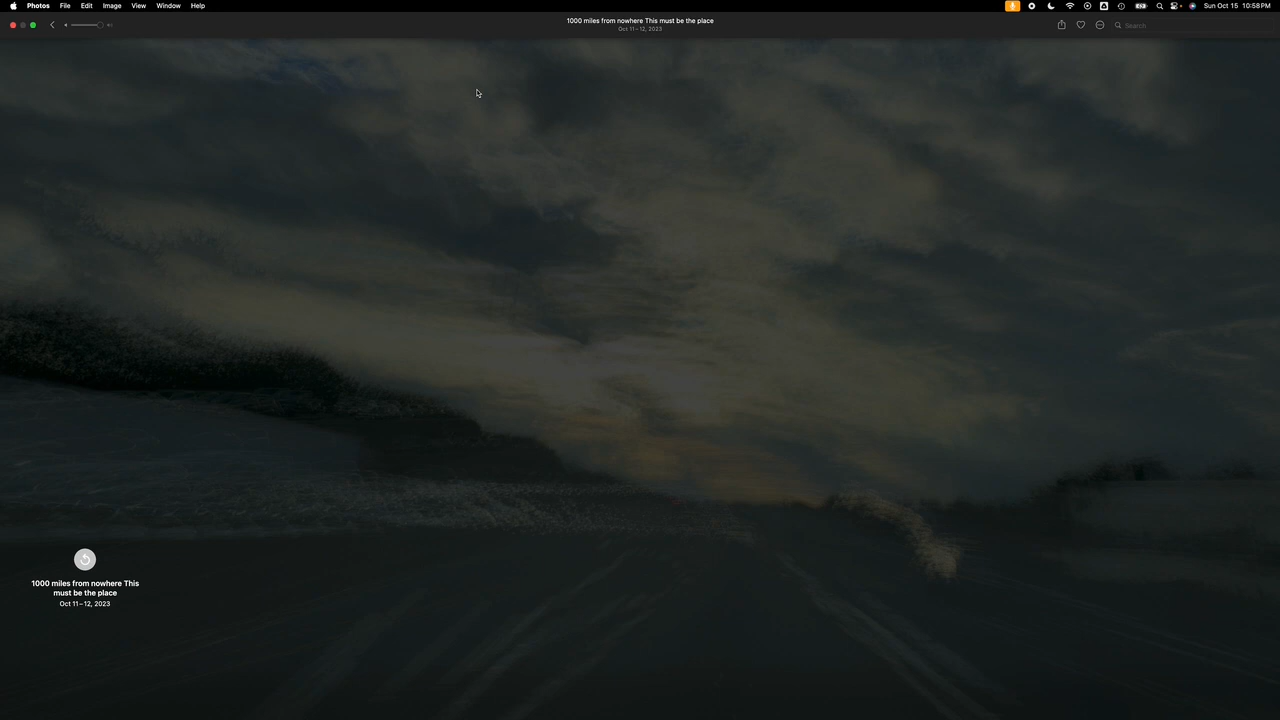 Photos File Edit Image View Window Help
Sun Oct 15 10:58 PM
1000 miles from nowhere This must be the place
Oct 11–12, 2023
Search
1000 miles from nowhere This
must be the place
Oct 11–12, 2023